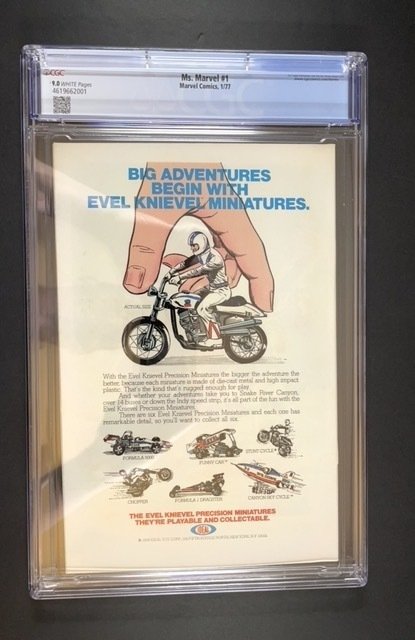 CGC
9.0 WHITE Pages
4619662001
Ms. Marvel #1
Marvel Comics, 1/77
BIG ADVENTURES
BEGIN WITH
EVEL KNIEVEL MINIATURES.
ACTUAL SIZE
With the Evel Knievel Precision Miniatures the bigger the adventure the
better, because each miniature is made of die-cast metal and high impact
plastic. That's the kind that's rugged enough for play.
And whether your adventures take you to Snake River Canyon,
over 14 buses or down the Indy speed strip, it's all part of the fun with the
Evel Knievel Precision Miniatures.
There are six Evel Knievel Precision Miniatures and each one has
remarkable detail, so you'll want to collect all six.
FORMULA 5000
FUNNY CAR™
STUNT CYCLE™
CHOPPER
FORMULA 1 DRAGSTER
CANYON SKY CYCLE™
THE EVEL KNIEVEL PRECISION MINIATURES
THEY'RE PLAYABLE AND COLLECTABLE.
IDEAL